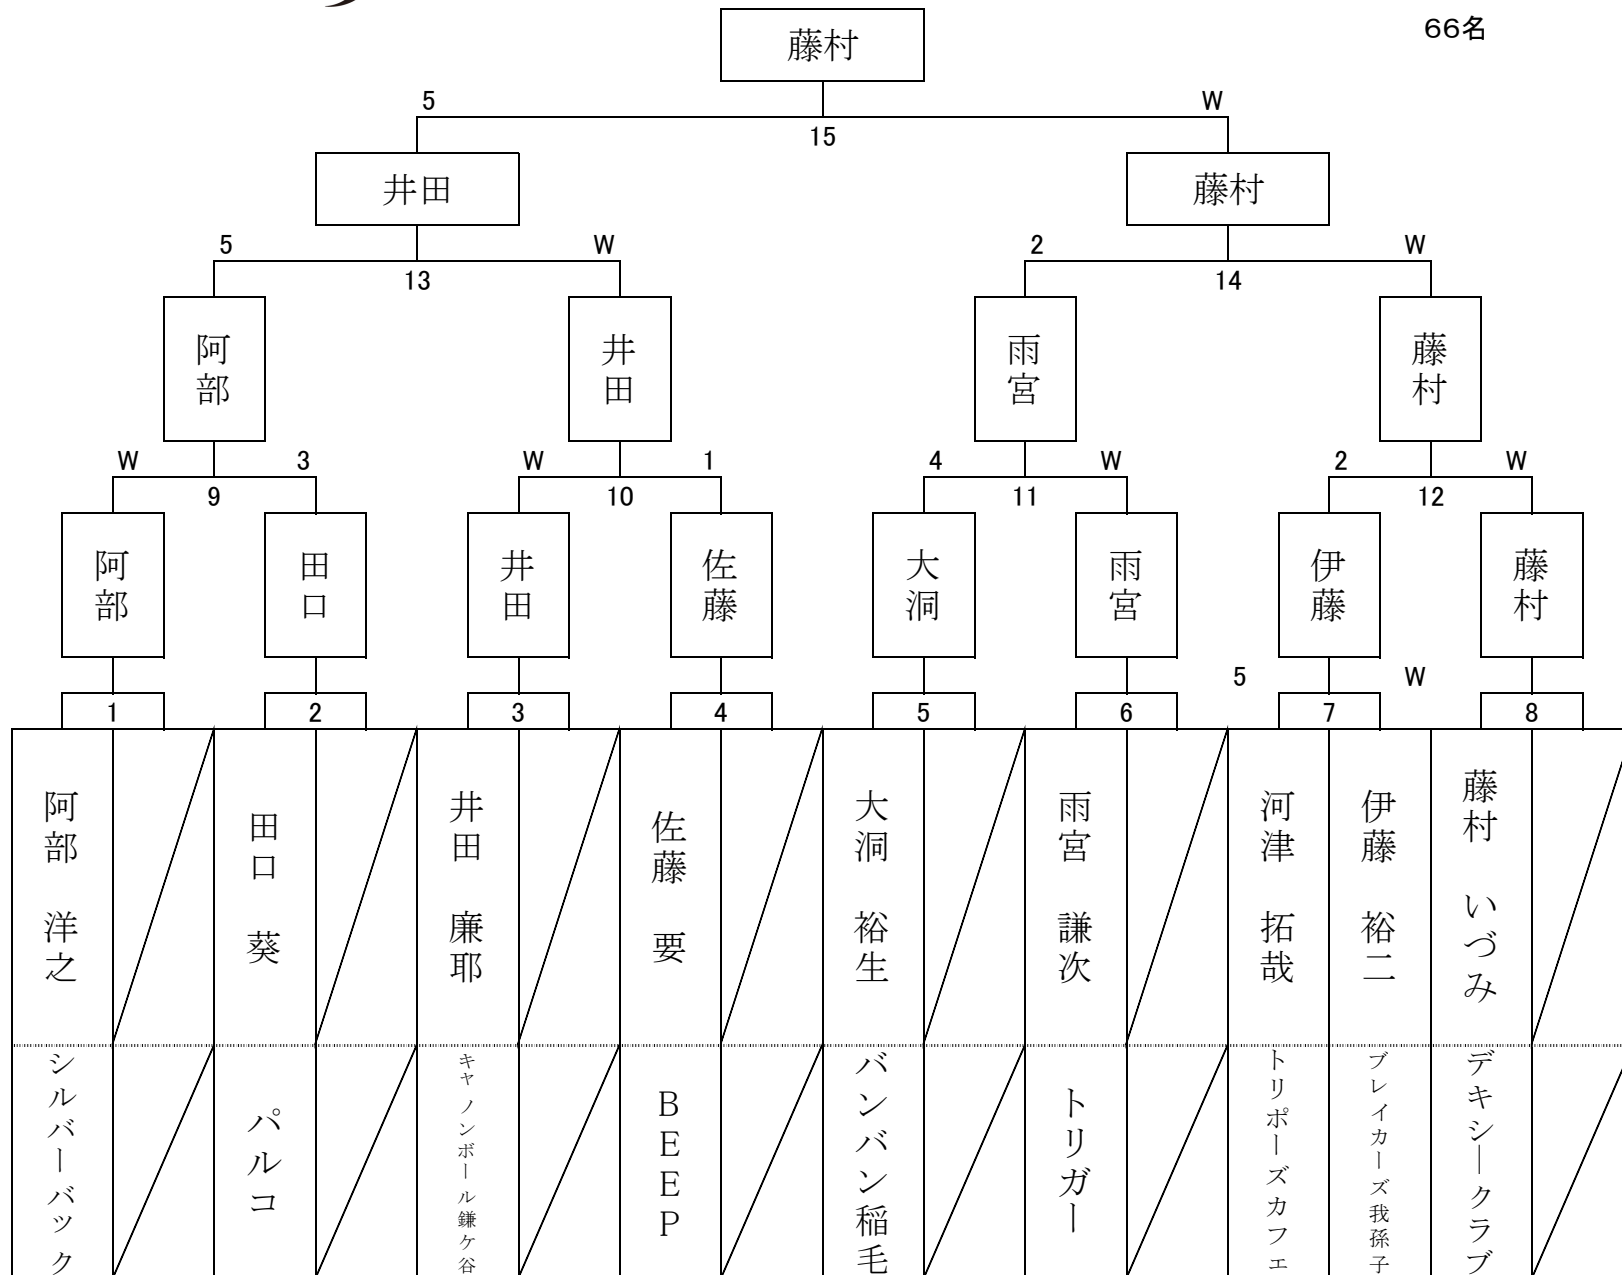 66名
藤村
5 W
15
井田 藤村
5 W 2 W
13 14
阿部 井田 雨宮 藤村
W 3 W 1 4 W 2 W
9 10 11 12
阿部 田口 井田 佐藤 大洞 雨宮 伊藤 藤村
5 W
1 2 3 4 5 6 7 8
阿部 洋之
田口 葵
井田 廉耶
佐藤 要
大洞 裕生
雨宮 謙次
河津 拓哉
伊藤 裕二
藤村 いづみ
シルバーバック
パルコ
キャノンボール鎌ケ谷
ＢＥＥＰ
バンバン稲毛
トリガー
トリポーズカフェ
ブレイカーズ我孫子
デキシークラブ